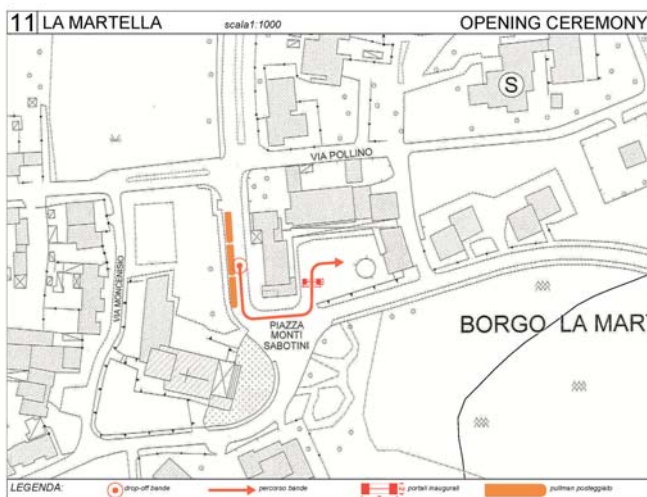 11 LA MARTELLA scala1:1000 OPENING CEREMONY
S
VIA POLLINO
VIA MONCENISIO
PIAZZA
MONTI
SABOTINI
BORGO LA MART
LEGENDA: drop-off bande percorso bande portali inaugurali pullman posteggiato